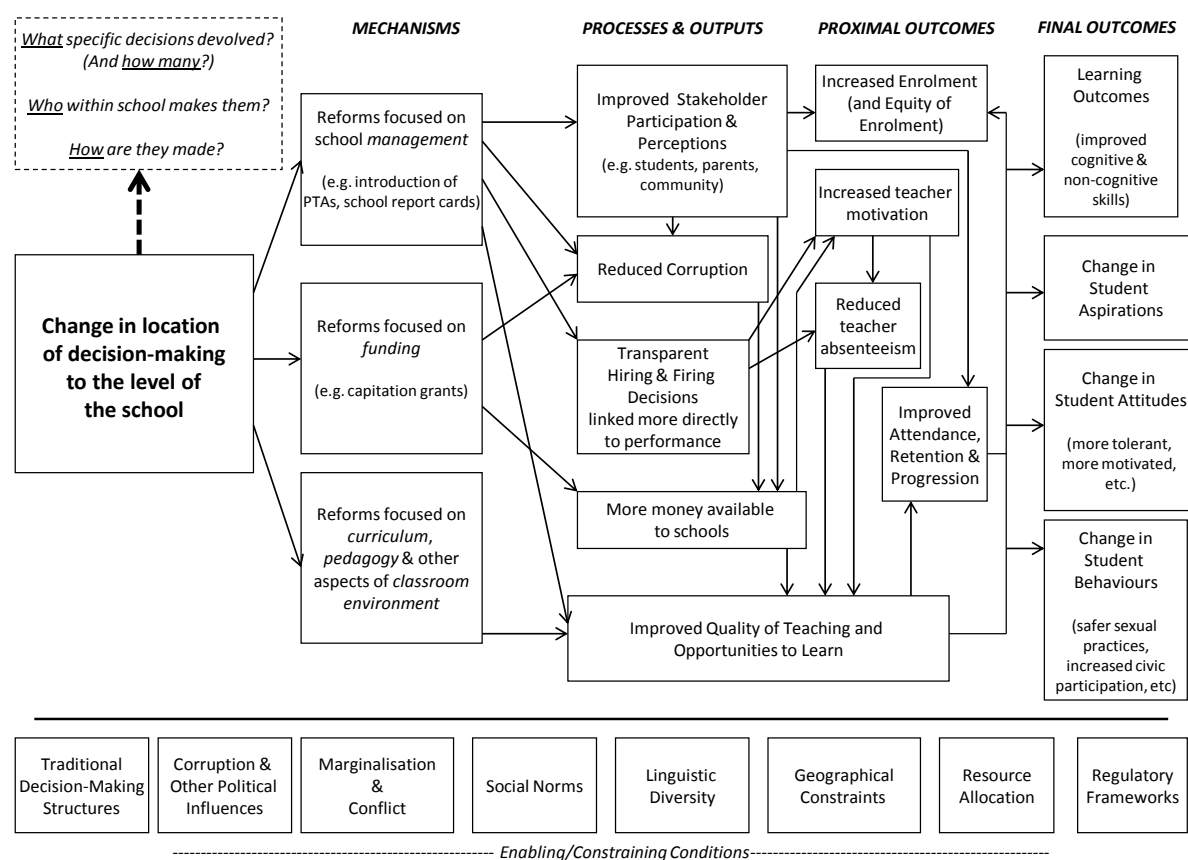 MECHANISMS
PROCESSES & OUTPUTS
PROXIMAL OUTCOMES
FINAL OUTCOMES
What specific decisions devolved?
(And how many?)
Who within school makes them?
How are they made?
Change in location
of decision-making
to the level of
the school
Reforms focused on
school management
(e.g. introduction of
PTAs, school report cards)
Reforms focused on
funding
(e.g. capitation grants)
Reforms focused on
curriculum,
pedagogy & other
aspects of classroom
environment
Improved Stakeholder
Participation &
Perceptions
(e.g. students, parents,
community)
Reduced Corruption
Transparent
Hiring & Firing
Decisions
linked more directly
to performance
More money available
to schools
Improved Quality of Teaching and
Opportunities to Learn
Increased Enrolment
(and Equity of
Enrolment)
Increased teacher
motivation
Reduced
teacher
absenteeism
Improved
Attendance,
Retention &
Progression
Learning
Outcomes
(improved
cognitive &
non-cognitive
skills)
Change in
Student
Aspirations
Change in
Student Attitudes
(more tolerant,
more motivated,
etc.)
Change in
Student
Behaviours
(safer sexual
practices,
increased civic
participation, etc)
Traditional
Decision-Making
Structures
Corruption &
Other Political
Influences
Marginalisation
&
Conflict
Social Norms
Linguistic
Diversity
Geographical
Constraints
Resource
Allocation
Regulatory
Frameworks
Enabling/Constraining Conditions